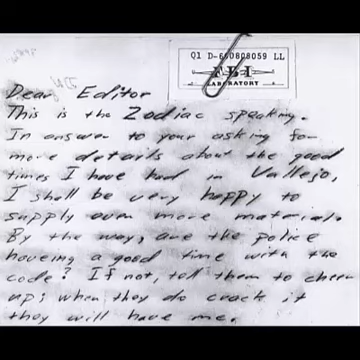 Q1 D-690808059 LL
FBI
LABORATORY
Dear Editor
This is the Zodiac speaking.
In answer to your asking for
more details about the good
times I have had in Vallejo,
I shall be very happy to
supply even more material.
By the way, are the police
haveing a good time with the
code? If not, tell them to cheer
up; when they do crack it
they will have me.